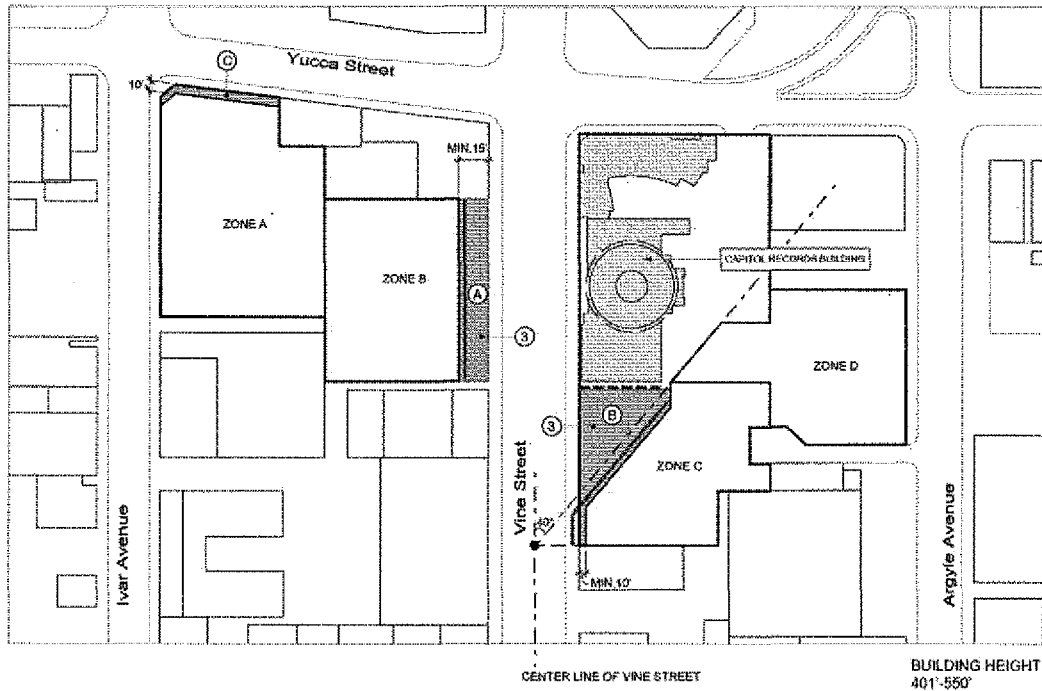 C
Yucca Street
10'
MIN. 15'
ZONE A
ZONE B
A
3
CAPITOL RECORDS BUILDING
ZONE D
3
B
ZONE C
Vine Street
MIN. 10'
Ivar Avenue
Argyle Avenue
CENTER LINE OF VINE STREET
BUILDING HEIGHT
401'-550'